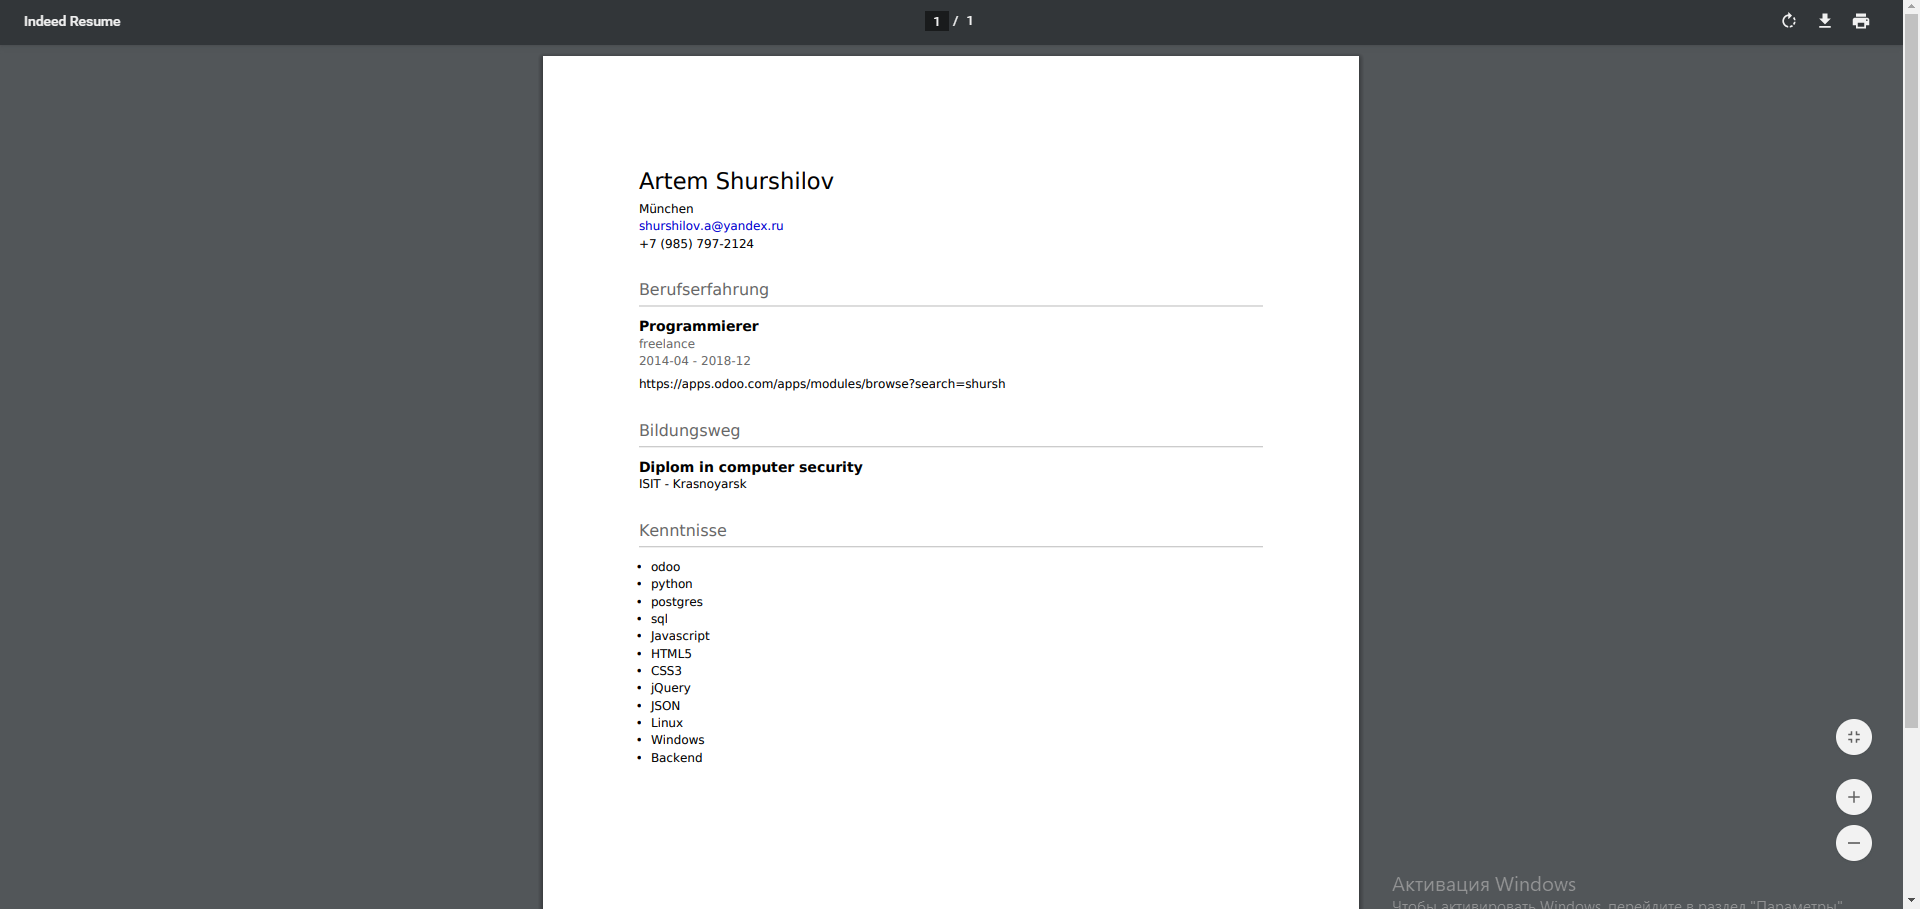 Indeed Resume
1 / 1
Artem Shurshilov
München
shurshilov.a@yandex.ru
+7 (985) 797-2124
Berufserfahrung
Programmierer
freelance
2014-04 - 2018-12
https://apps.odoo.com/apps/modules/browse?search=shursh
Bildungsweg
Diplom in computer security
ISIT - Krasnoyarsk
Kenntnisse
• odoo
• python
• postgres
• sql
• Javascript
• HTML5
• CSS3
• jQuery
• JSON
• Linux
• Windows
• Backend
Активация Windows
Чтобы активировать Windows, перейдите в раздел "Параметры"